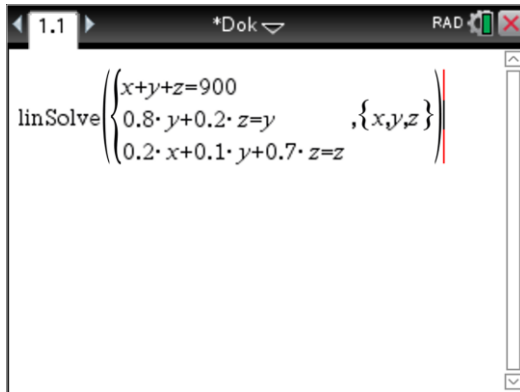 1.1 *Dok RAD
x+y+z=900
linSolve({0.8·y+0.2·z=y ,{x,y,z})
0.2·x+0.1·y+0.7·z=z